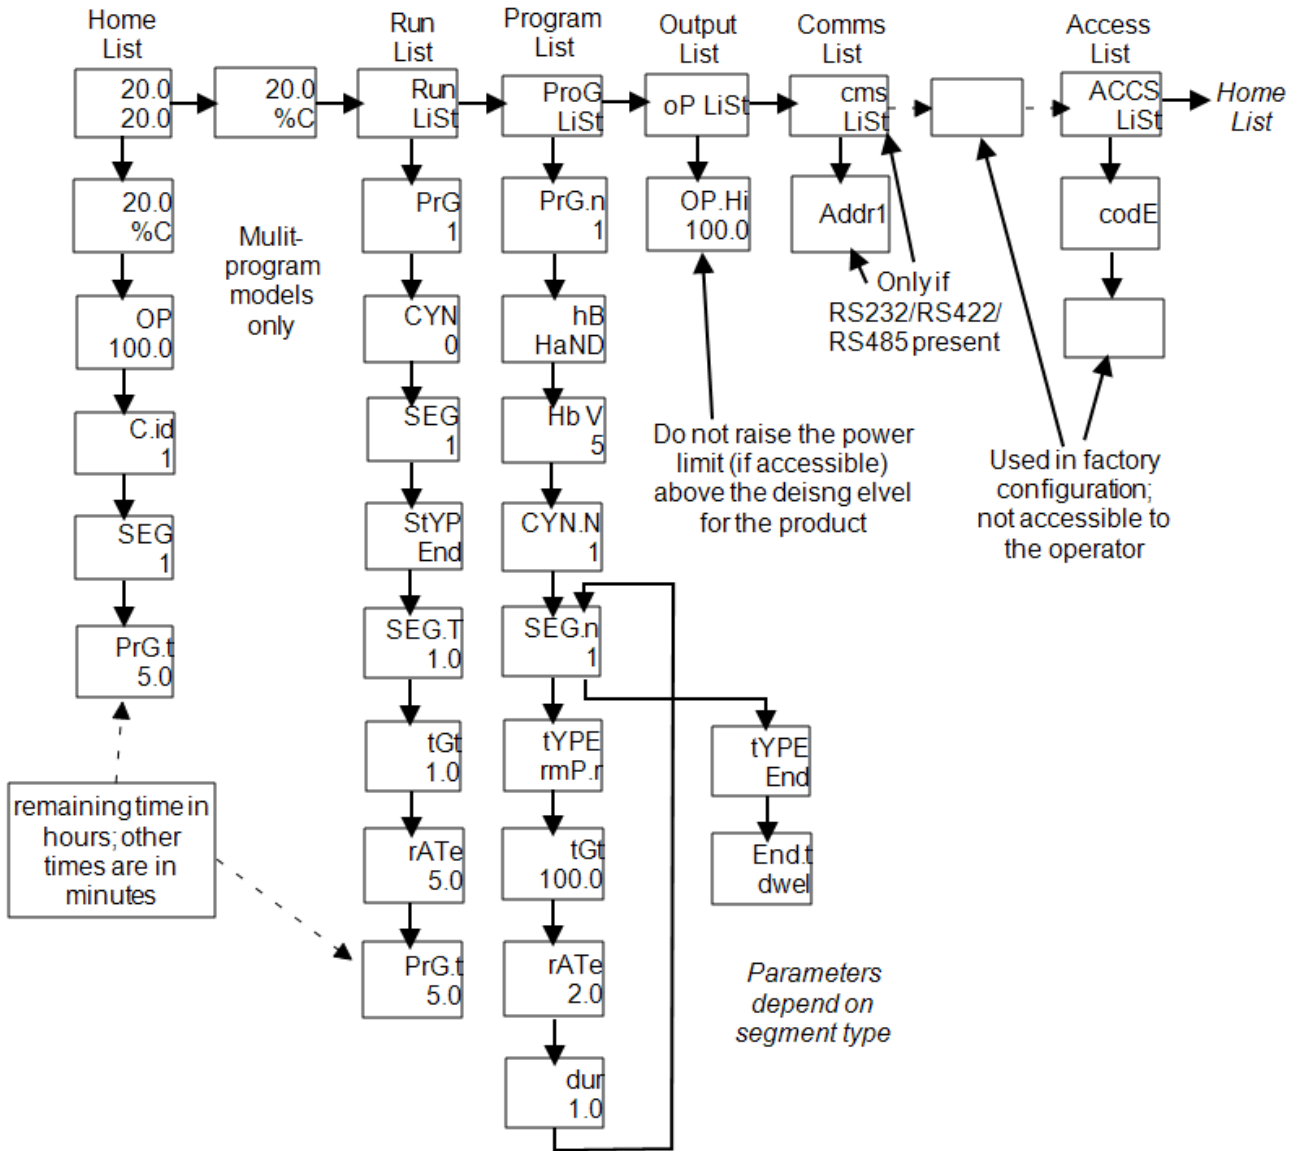 Home
List
Run
List
Program
List
Output
List
Comms
List
Access
List
20.0
20.0
20.0
%C
Run
LiSt
ProG
LiSt
oP LiSt
cms
LiSt
ACCS
LiSt
Home
List
20.0
%C
OP
100.0
C.id
1
SEG
1
PrG.t
5.0
remaining time in
hours; other
times are in
minutes
Mulit-
program
models
only
PrG
1
CYN
0
SEG
1
StYP
End
SEG.T
1.0
tGt
1.0
rATe
5.0
PrG.t
5.0
PrG.n
1
hB
HaND
Hb V
5
CYN.N
1
SEG.n
1
tYPE
rmP.r
tGt
100.0
rATe
2.0
dur
1.0
tYPE
End
End.t
dwel
Parameters
depend on
segment type
OP.Hi
100.0
Do not raise the power
limit (if accessible)
above the deisng elvel
for the product
Addr1
Only if
RS232/RS422/
RS485 present
codE
Used in factory
configuration;
not accessible to
the operator